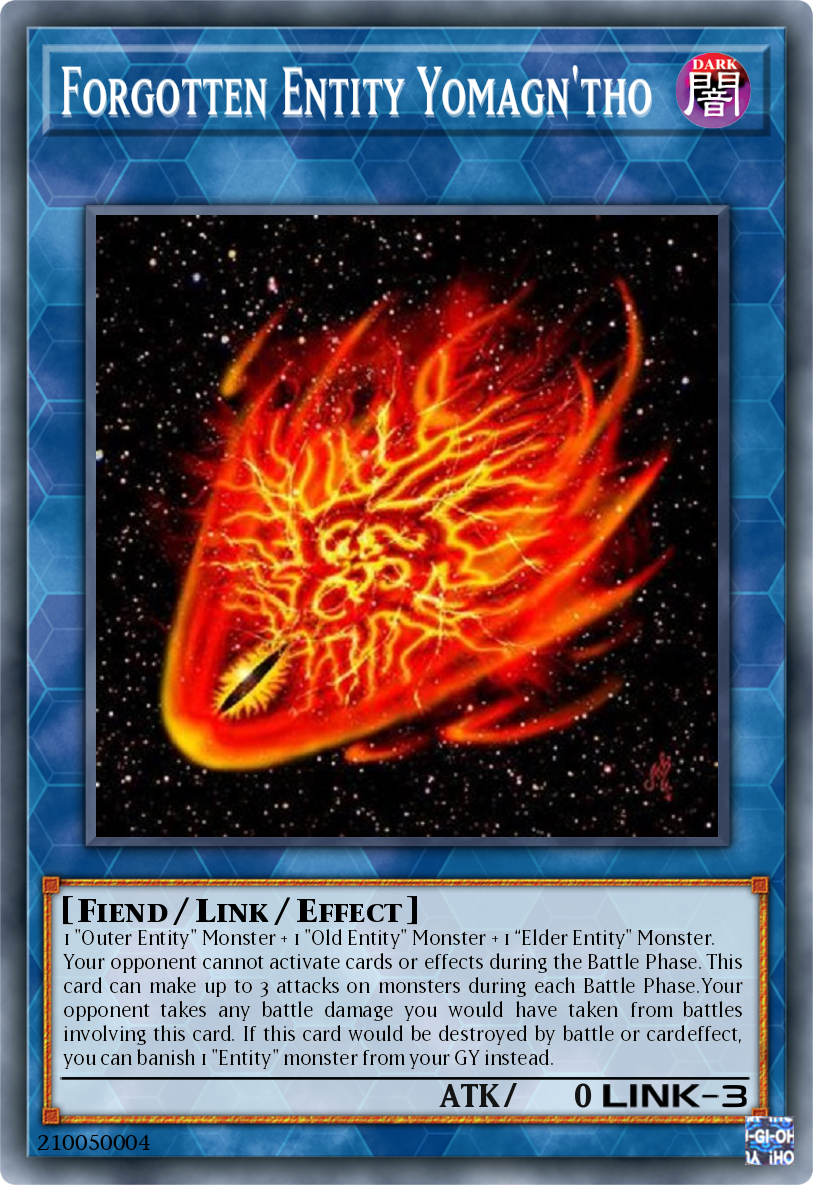 Forgotten Entity Yomagn'tho
DARK
闇
[ Fiend / Link / Effect ]
1 "Outer Entity" Monster + 1 "Old Entity" Monster + 1 “Elder Entity" Monster.
Your opponent cannot activate cards or effects during the Battle Phase. This
card can make up to 3 attacks on monsters during each Battle Phase.Your
opponent takes any battle damage you would have taken from battles
involving this card. If this card would be destroyed by battle or cardeffect,
you can banish 1 "Entity" monster from your GY instead.
ATK/ 0 LINK-3
210050004